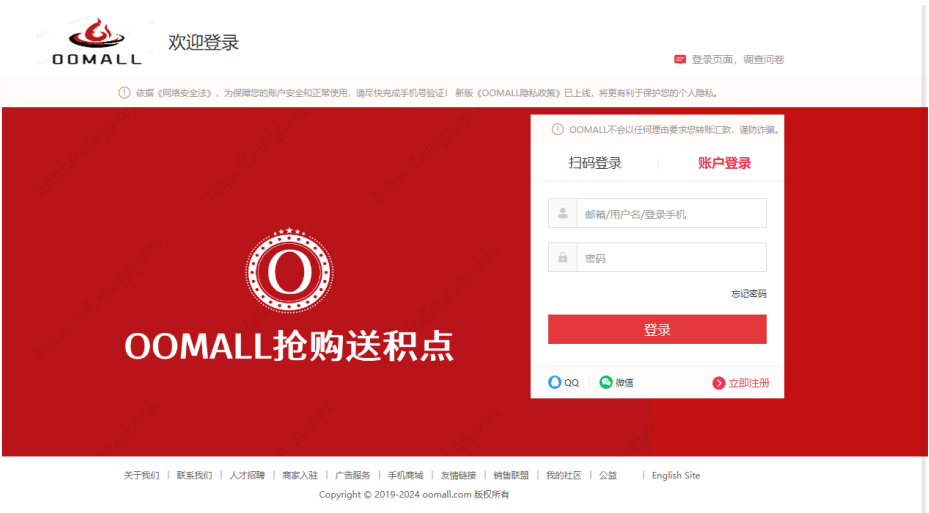 OOMALL
欢迎登录
登录页面，调查问卷
依据《网络安全法》，为保障您的账户安全和正常使用、请尽快完成手机号验证！ 新版《OOMALL隐私政策》已上线，将更有利于保护您的个人隐私。
OOMALL不会以任何理由要求您转账汇款，谨防诈骗。
扫码登录 账户登录
邮箱/用户名/登录手机
密码
忘记密码
登录
QQ 微信 立即注册
O
OOMALL抢购送积点
关于我们 | 联系我们 | 人才招聘 | 商家入驻 | 广告服务 | 手机商城 | 友情链接 | 销售联盟 | 我的社区 | 公益 | English Site
Copyright © 2019-2024 oomall.com 版权所有